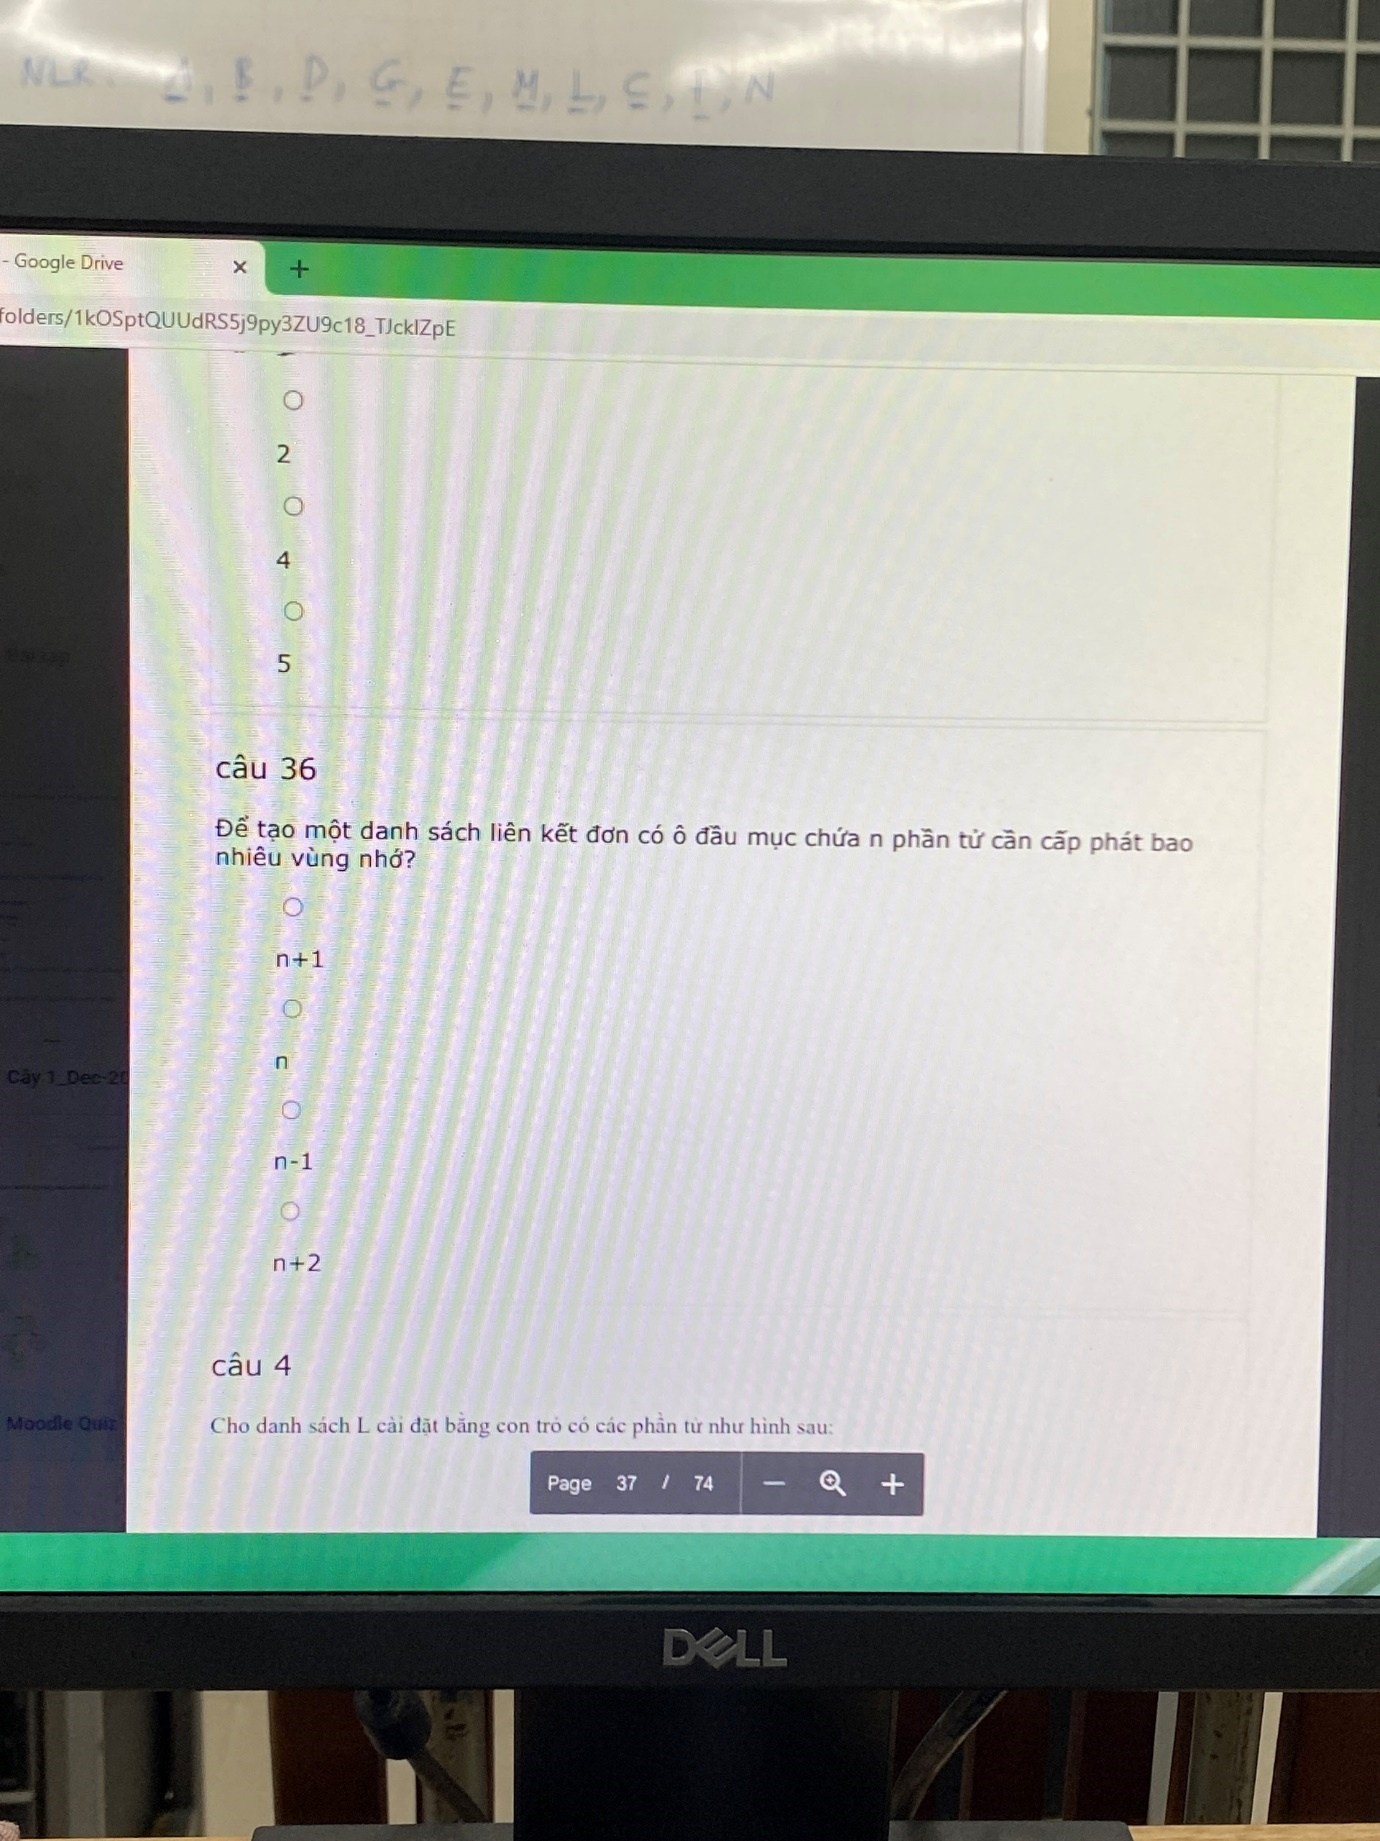 NLR A, B, D, G, E, M, L, C, I, N
- Google Drive × +
folders/1kOSptQUUdRS5j9py3ZU9c18_TJcklZpE
2
4
5
câu 36
Để tạo một danh sách liên kết đơn có ô đầu mục chứa n phần tử cần cấp phát bao
nhiêu vùng nhớ?
n+1
n
Cây 1_Dec-20
n-1
n+2
câu 4
Moodle Quiz
Cho danh sách L cài đặt bằng con trỏ có các phần tử như hình sau:
Page 37 / 74 — +
DELL